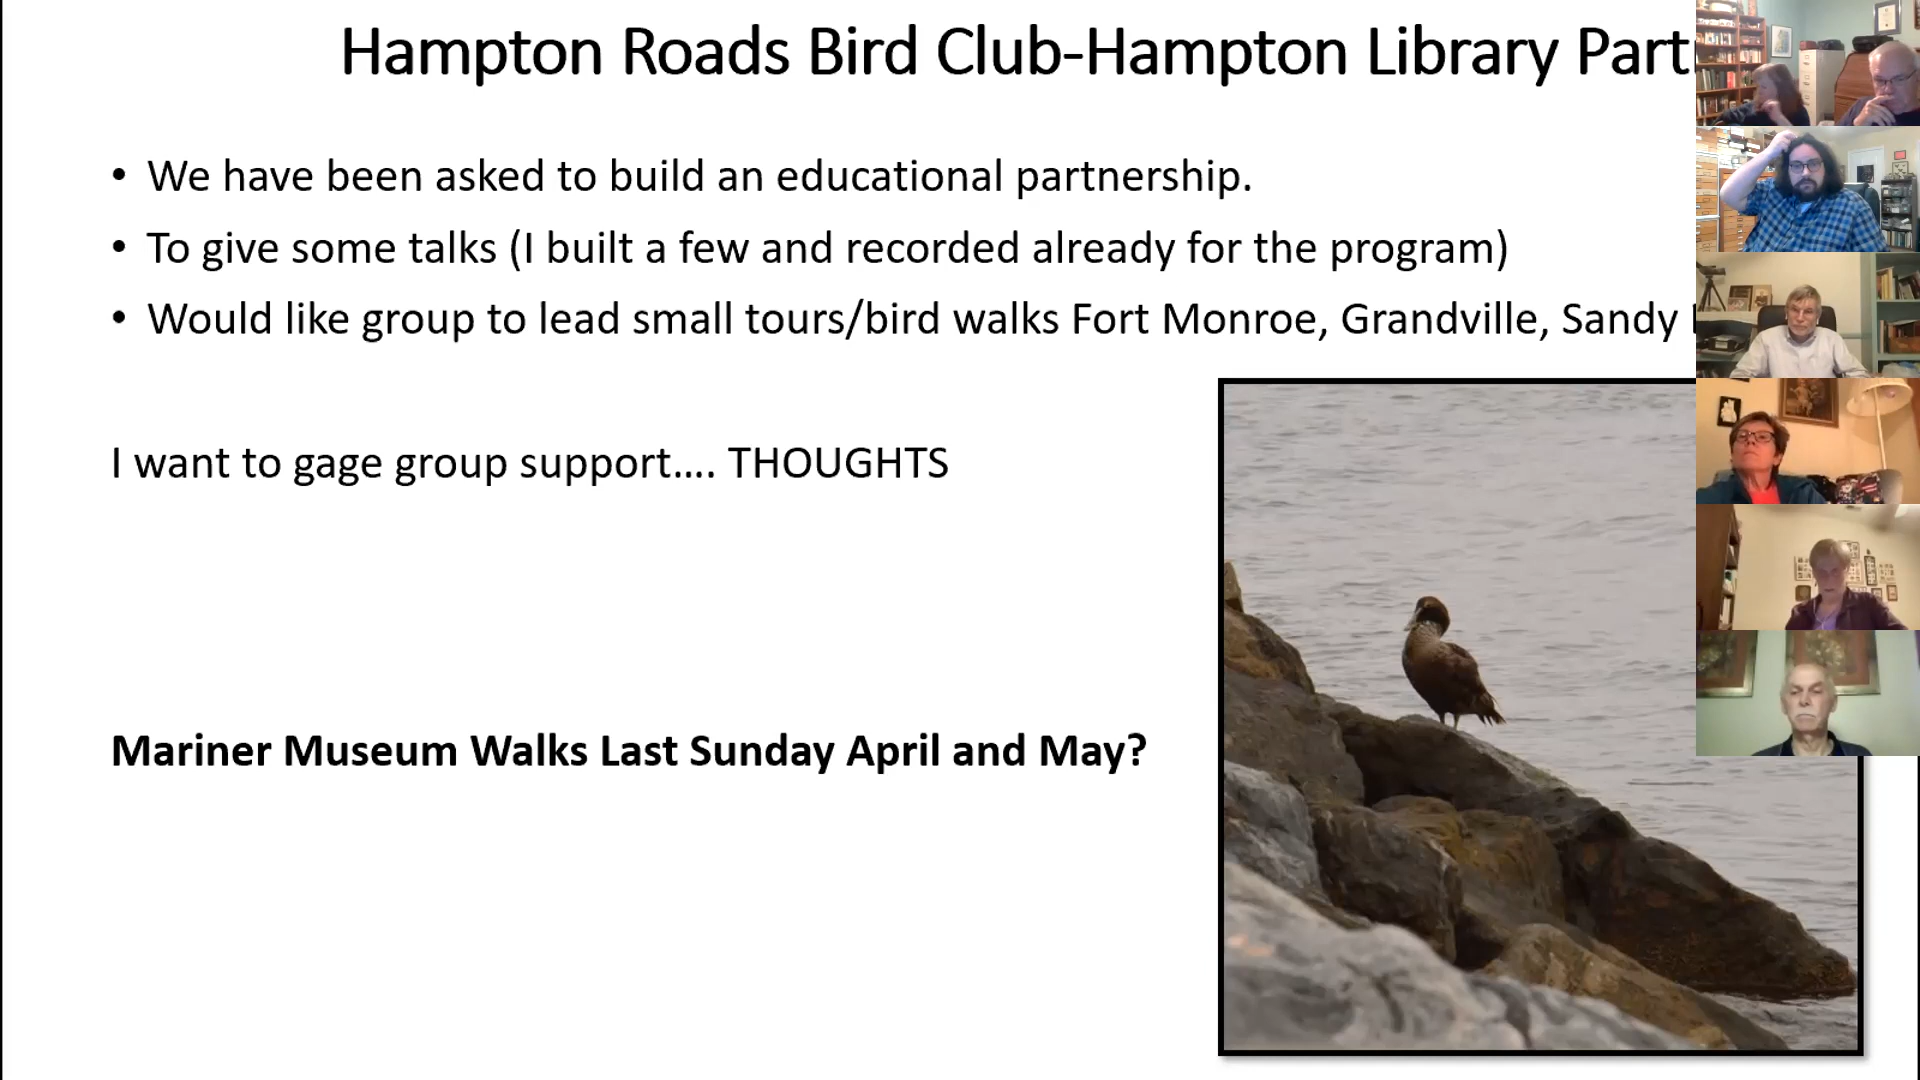 Hampton Roads Bird Club-Hampton Library Part
• We have been asked to build an educational partnership.
• To give some talks (I built a few and recorded already for the program)
• Would like group to lead small tours/bird walks Fort Monroe, Grandville, Sandy
I want to gage group support…. THOUGHTS
Mariner Museum Walks Last Sunday April and May?